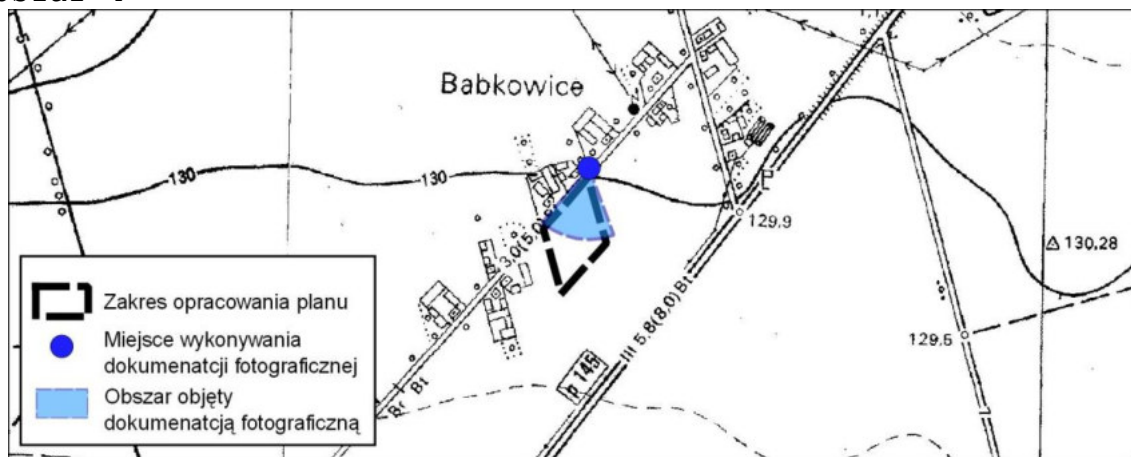 Babkowice
130
130
129.9
130,28
129.5
3,0(5,0)
Br Bt
III 5.8(8,0) Bt
p 145
Zakres opracowania planu
Miejsce wykonywania
dokumenatcji fotograficznej
Obszar objęty
dokumenatcją fotograficzną